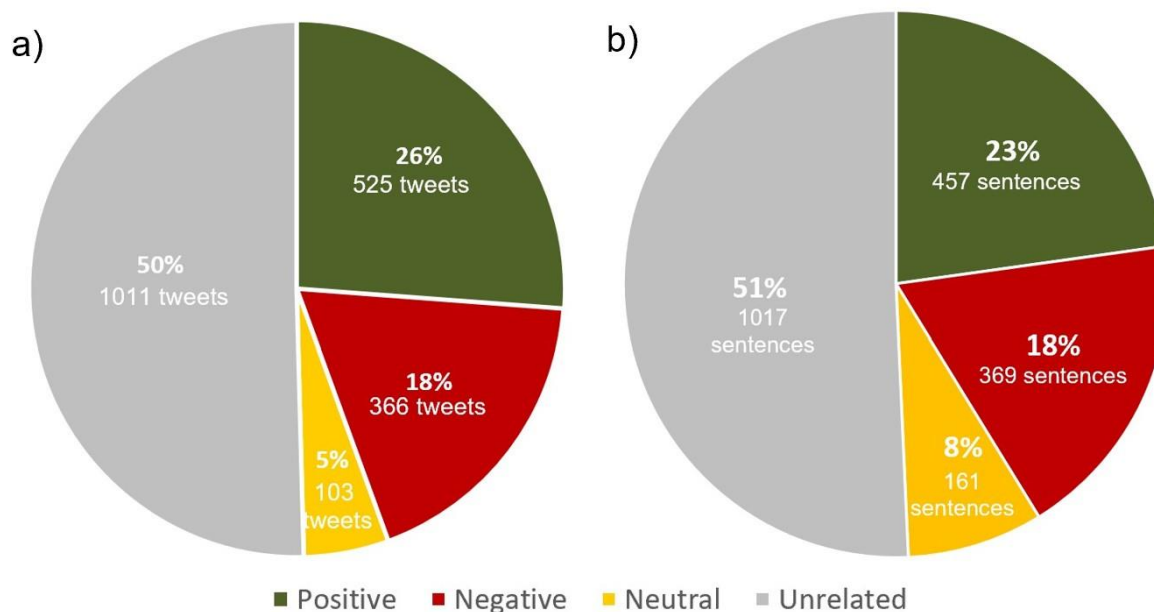 a)
26%
525 tweets
50%
1011 tweets
18%
366 tweets
5%
103
tweets
b)
23%
457 sentences
51%
1017
sentences
18%
369 sentences
8%
161
sentences
Positive Negative Neutral Unrelated